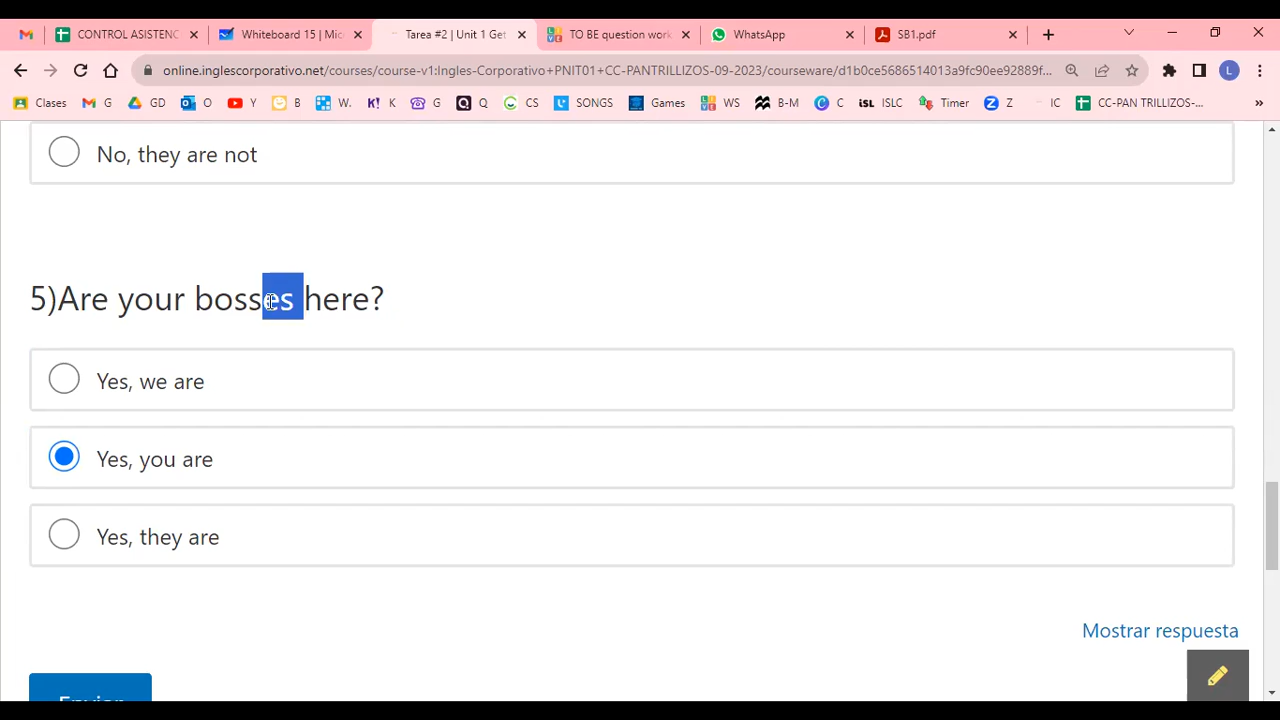 CONTROL ASISTENC
Whiteboard 15 | Mic
Tarea #2 | Unit 1 Get
TO BE question work
WhatsApp
SB1.pdf
online.inglescorporativo.net/courses/course-v1:Ingles-Corporativo+PNIT01+CC-PANTRILLIZOS-09-2023/courseware/d1b0ce5686514013a9fc90ee92889f...
L
Clases
G
GD
O
Y
B
W.
K! K
G
Q
CS
SONGS
Games
WS
B-M
C
ISL ISLC
Timer
Z
IC
CC-PAN TRILLIZOS-...
»
No, they are not
5)Are your bosses here?
Yes, we are
Yes, you are
Yes, they are
Mostrar respuesta
Enviar